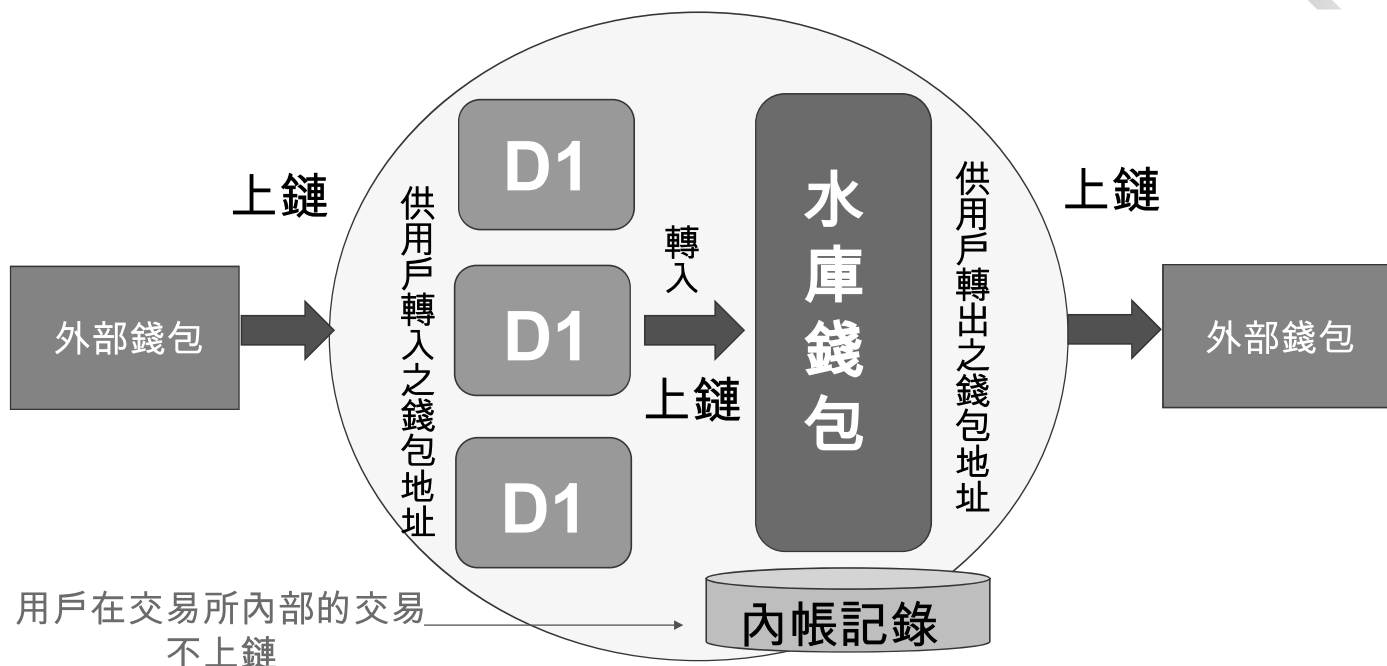 外部錢包
上鏈
供用戶轉入之錢包地址
D1
D1
D1
轉入
上鏈
水庫錢包
供用戶轉出之錢包地址
上鏈
外部錢包
用戶在交易所內部的交易
不上鏈
內帳記錄